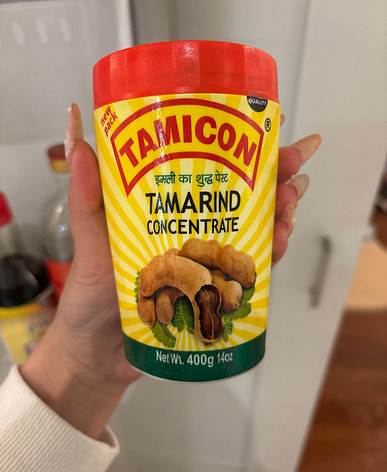 new
pack
QUALITY
TAMICON®
इमली का शुद्ध पेस्ट
TAMARIND
CONCENTRATE
Net Wt. 400g 14oz